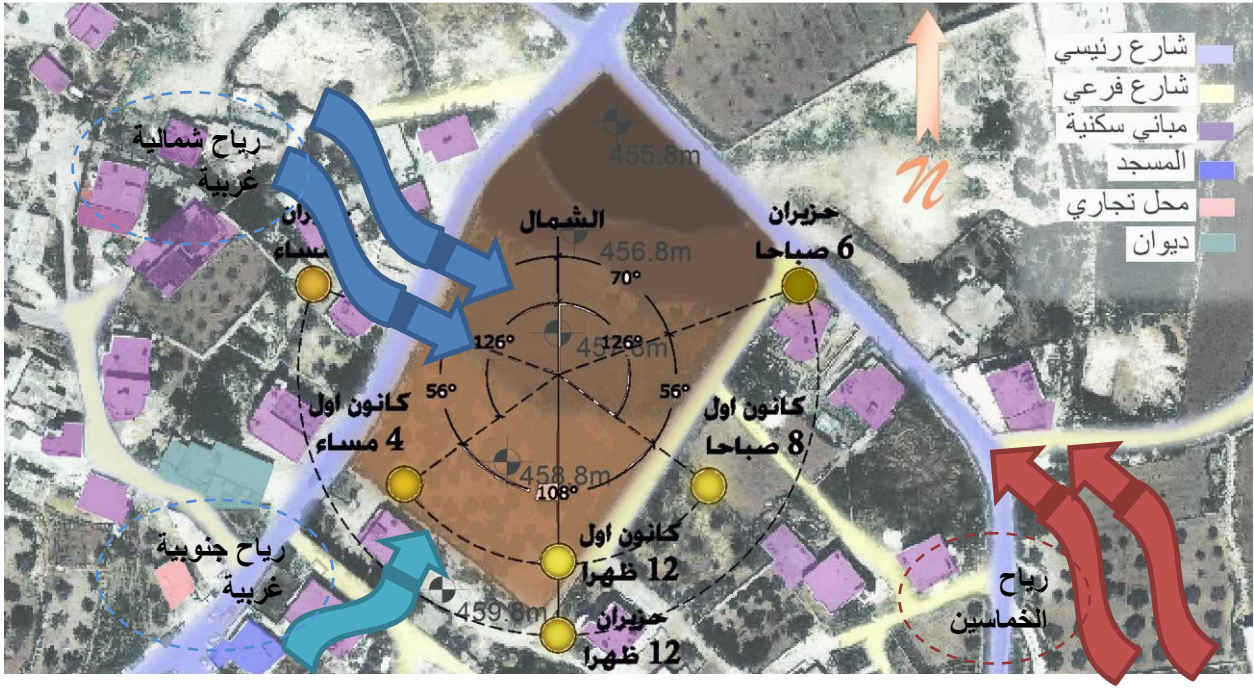 شارع رئيسي
شارع فرعي
مباني سكنية
المسجد
محل تجاري
ديوان
n
رياح شمالية
غربية
455.8m
456.8m
458.8m
459.8m
الشمال
حزيران
6 صباحا
مساء
70°
126°
126°
56°
56°
108°
كانون اول
4 مساء
كانون اول
8 صباحا
كانون اول
12 ظهرا
حزيران
12 ظهرا
رياح جنوبية
غربية
رياح
الخماسين